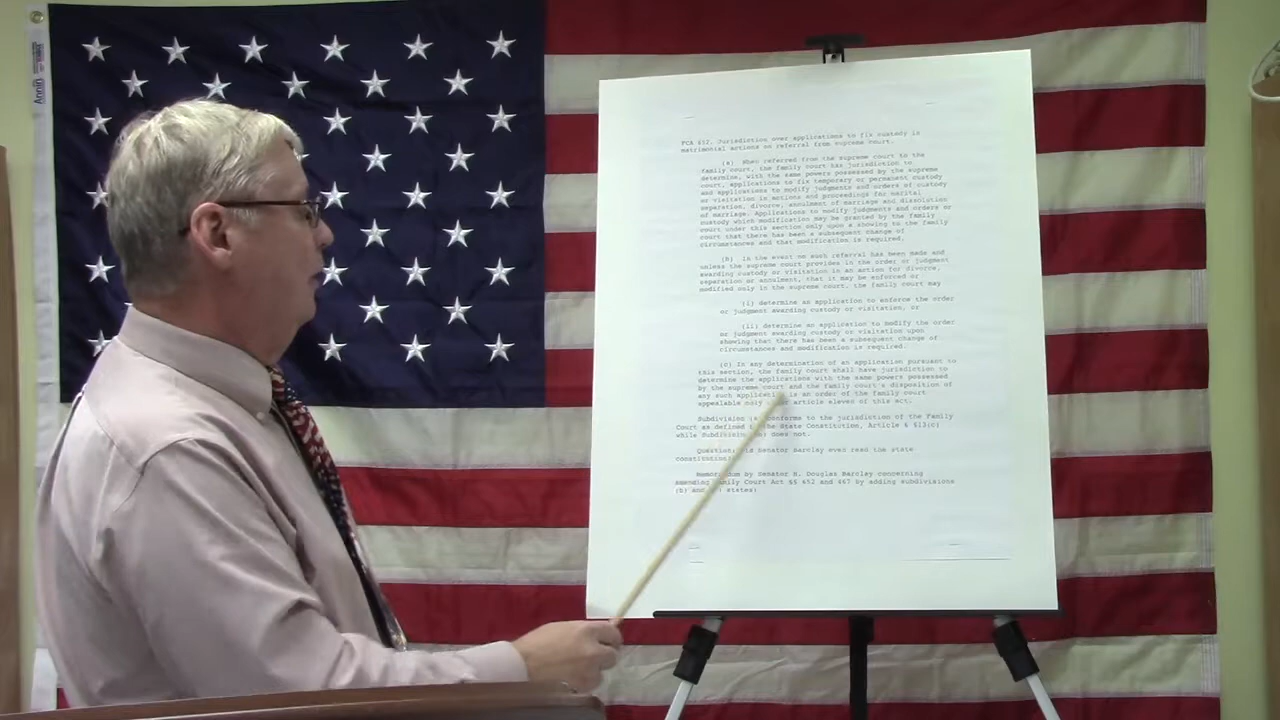 Annin
FCA 652. Jurisdiction over applications to fix custody in
matrimonial actions on referral from supreme court.
(a) When referred from the supreme court to the
family court, the family court has jurisdiction to
determine, with the same powers possessed by the supreme
court, applications to fix temporary or permanent custody
and applications to modify judgments and orders of custody
or visitation in actions and proceedings for marital
separation, divorce, annulment of marriage and dissolution
of marriage. Applications to modify judgments and orders of
custody which modification may be granted by the family
court under this section only upon a showing to the family
court that there has been a subsequent change of
circumstances and that modification is required.
(b) In the event no such referral has been made and
unless the supreme court provides in the order or judgment
awarding custody or visitation in an action for divorce,
separation or annulment, that it may be enforced or
modified only in the supreme court, the family court may
(i) determine an application to enforce the order
or judgment awarding custody or visitation, or
(ii) determine an application to modify the order
or judgment awarding custody or visitation upon
showing that there has been a subsequent change of
circumstances and modification is required.
(c) In any determination of an application pursuant to
this section, the family court shall have jurisdiction to
determine the applications with the same powers possessed
by the supreme court and the family court's disposition of
any such application is an order of the family court
appealable only article eleven of this act.
Subdivision (a) conforms to the jurisdiction of the Family
Court as defined State Constitution, Article 6 §13(c)
while Subdivision does not.
Question: Senator Barclay even read the state
constitution
Memorandum by Senator H. Douglas Barclay concerning
amending Family Court Act §§ 652 and 467 by adding subdivisions
(b) and states: